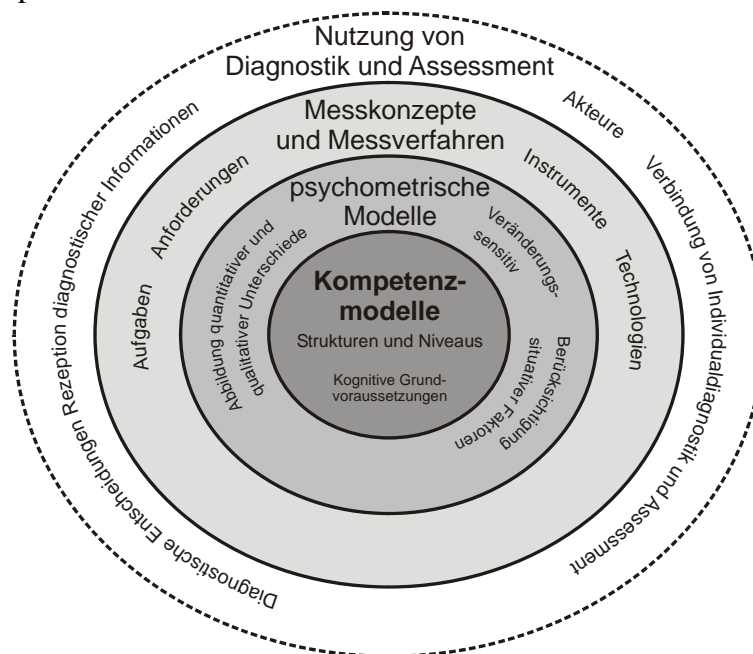 Nutzung von
Diagnostik und Assessment
Akteure
Verbindung von Individualdiagnostik und Assessment
Rezeption diagnostischer Informationen
Diagnostische Entscheidungen
Messkonzepte
und Messverfahren
Anforderungen
Aufgaben
Instrumente
Technologien
psychometrische
Modelle
Abbildung quantitativer und
qualitativer Unterschiede
Veränderungs-
sensitiv
Berücksichtigung
situativer Faktoren
Kompetenz-
modelle
Strukturen und Niveaus
Kognitive Grund-
voraussetzungen